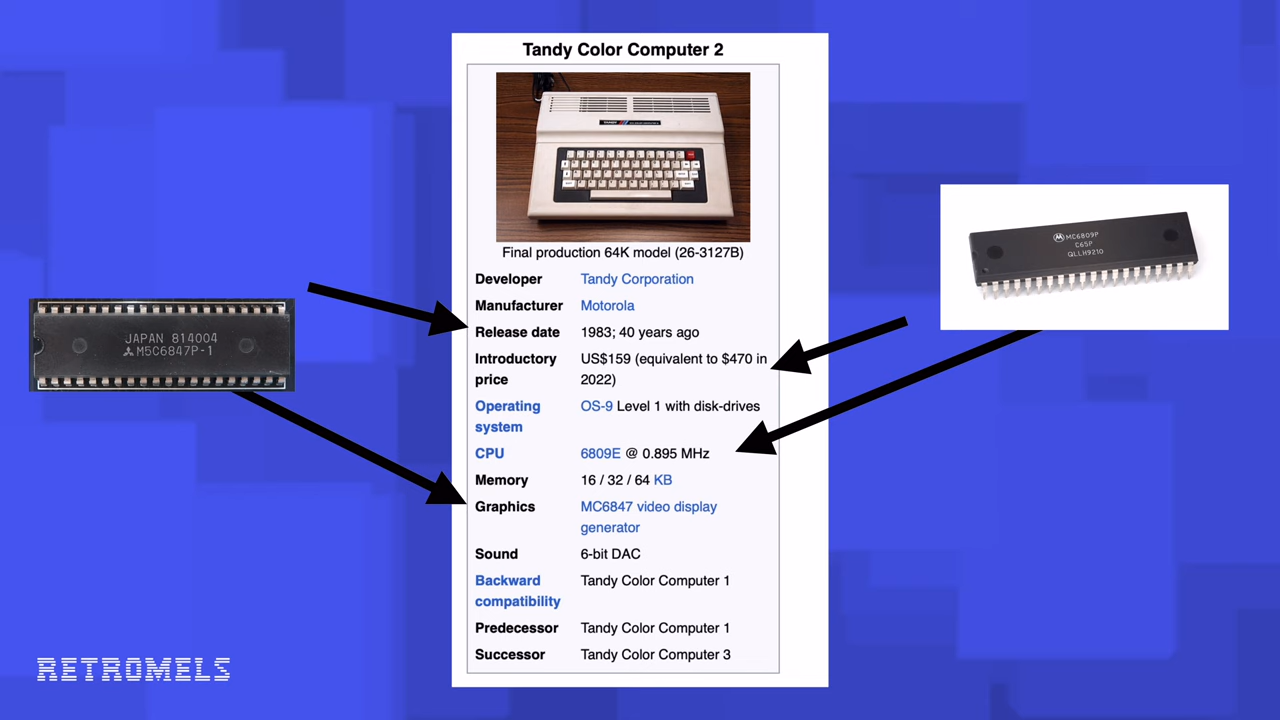 Tandy Color Computer 2
Final production 64K model (26-3127B)
Developer Tandy Corporation
Manufacturer Motorola
Release date 1983; 40 years ago
Introductory price US$159 (equivalent to $470 in
2022)
Operating system OS-9 Level 1 with disk-drives
CPU 6809E @ 0.895 MHz
Memory 16 / 32 / 64 KB
Graphics MC6847 video display
generator
Sound 6-bit DAC
Backward compatibility Tandy Color Computer 1
Predecessor Tandy Color Computer 1
Successor Tandy Color Computer 3
JAPAN 814004
M5C6847P-1
MC6809P
C65P
QLLH9210
RETROMELS